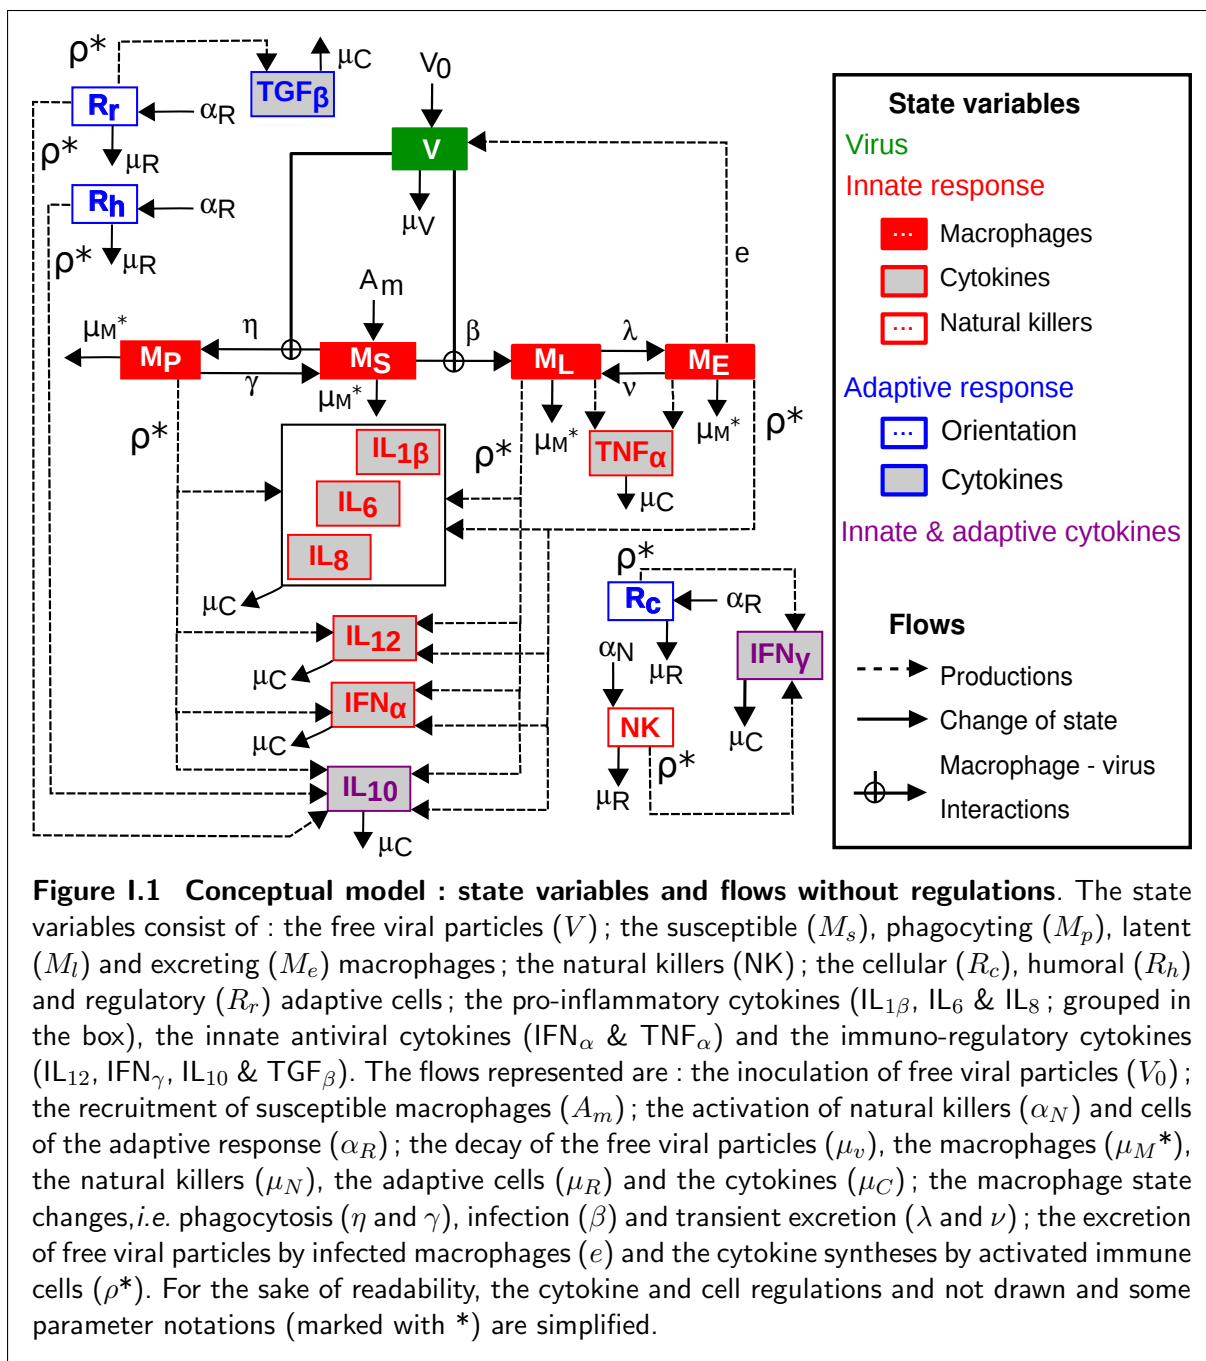 ρ*
μC
V0
TGFβ
Rr
αR
ρ*
μR
V
Rh
αR
μV
ρ*
μR
e
Am
μM*
η
β
λ
MP
MS
ML
ME
γ
ν
μM*
μM*
μM*
ρ*
ρ*
ρ*
IL1β
TNFα
IL6
μC
IL8
ρ*
μC
Rc
αR
IL12
αN
IFNγ
μC
μR
IFNα
NK
μC
μC
ρ*
IL10
μR
μC
State variables
Virus
Innate response
... Macrophages
Cytokines
... Natural killers
Adaptive response
... Orientation
Cytokines
Innate & adaptive cytokines
Flows
Productions
Change of state
Macrophage - virus
Interactions
Figure I.1 Conceptual model : state variables and flows without regulations. The state
variables consist of : the free viral particles (V) ; the susceptible (Ms), phagocyting (Mp), latent
(Ml) and excreting (Me) macrophages ; the natural killers (NK) ; the cellular (Rc), humoral (Rh)
and regulatory (Rr) adaptive cells ; the pro-inflammatory cytokines (IL1β, IL6 & IL8 ; grouped in
the box), the innate antiviral cytokines (IFNα & TNFα) and the immuno-regulatory cytokines
(IL12, IFNγ, IL10 & TGFβ). The flows represented are : the inoculation of free viral particles (V0) ;
the recruitment of susceptible macrophages (Am) ; the activation of natural killers (αN) and cells
of the adaptive response (αR) ; the decay of the free viral particles (μv), the macrophages (μM*),
the natural killers (μN), the adaptive cells (μR) and the cytokines (μC) ; the macrophage state
changes,i.e. phagocytosis (η and γ), infection (β) and transient excretion (λ and ν) ; the excretion
of free viral particles by infected macrophages (e) and the cytokine syntheses by activated immune
cells (ρ*). For the sake of readability, the cytokine and cell regulations and not drawn and some
parameter notations (marked with *) are simplified.